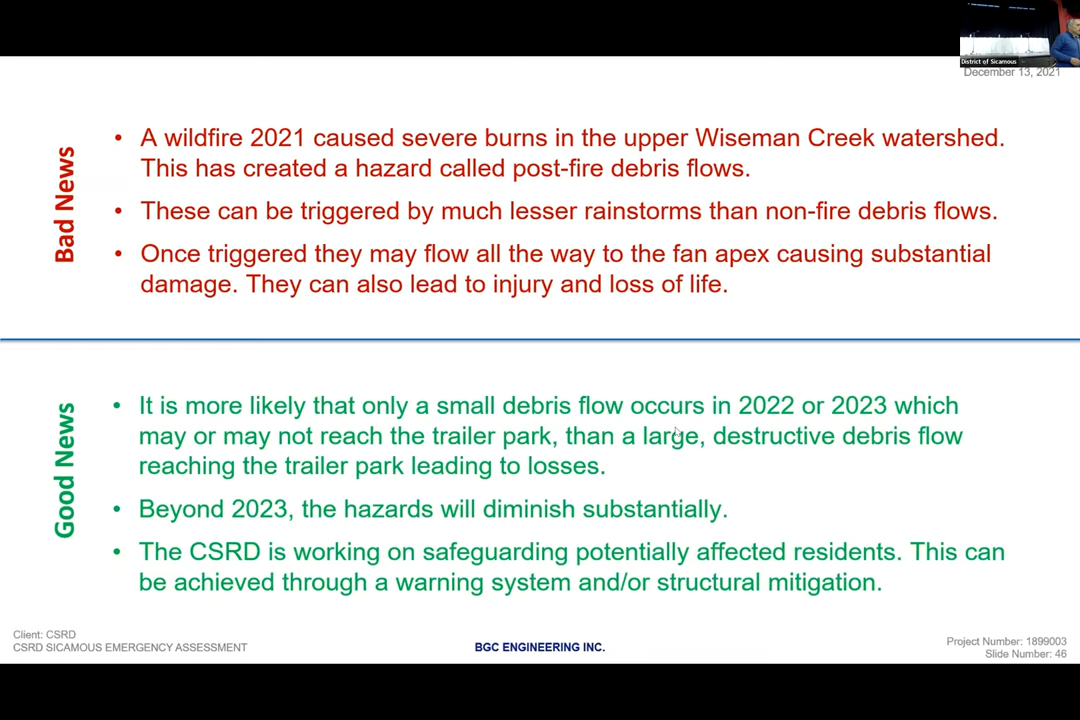 District of Sicamous
December 13, 2021
Bad News
• A wildfire 2021 caused severe burns in the upper Wiseman Creek watershed.
This has created a hazard called post-fire debris flows.
• These can be triggered by much lesser rainstorms than non-fire debris flows.
• Once triggered they may flow all the way to the fan apex causing substantial
damage. They can also lead to injury and loss of life.
Good News
• It is more likely that only a small debris flow occurs in 2022 or 2023 which
may or may not reach the trailer park, than a large, destructive debris flow
reaching the trailer park leading to losses.
• Beyond 2023, the hazards will diminish substantially.
• The CSRD is working on safeguarding potentially affected residents. This can
be achieved through a warning system and/or structural mitigation.
Client: CSRD
CSRD SICAMOUS EMERGENCY ASSESSMENT
BGC ENGINEERING INC.
Project Number: 1899003
Slide Number: 46